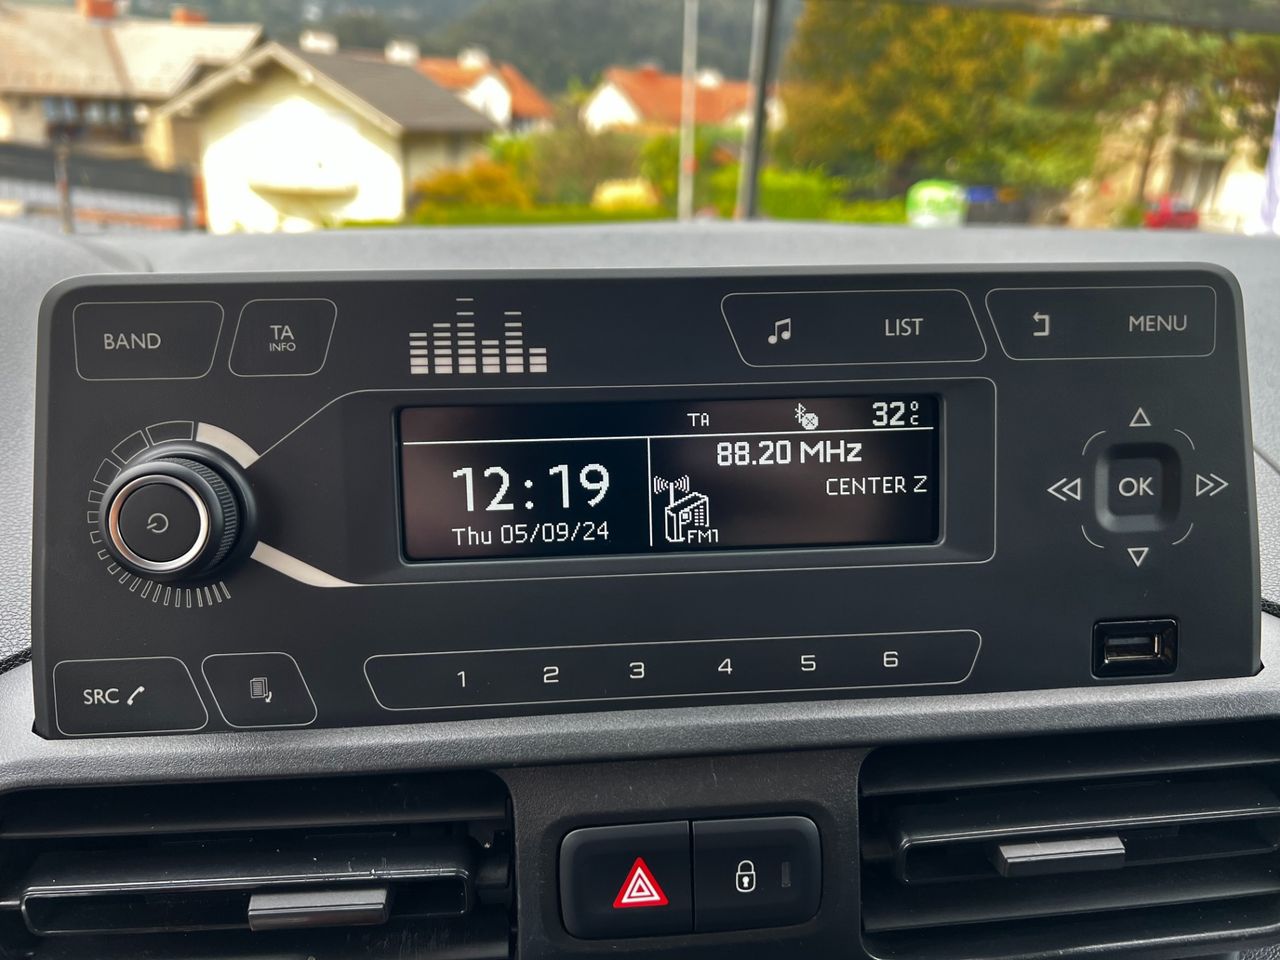 BAND
TA
INFO
LIST
MENU
TA
32°C
88.20 MHz
12:19
CENTER Z
Thu 05/09/24
FM1
OK
SRC
1 2 3 4 5 6